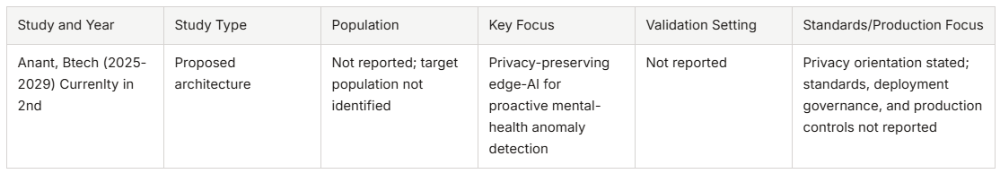 Study and Year
Study Type
Population
Key Focus
Validation Setting
Standards/Production Focus
Anant, Btech (2025-
2029) Currenlty in
2nd
Proposed
architecture
Not reported; target
population not
identified
Privacy-preserving
edge-AI for
proactive mental-
health anomaly
detection
Not reported
Privacy orientation stated;
standards, deployment
governance, and production
controls not reported